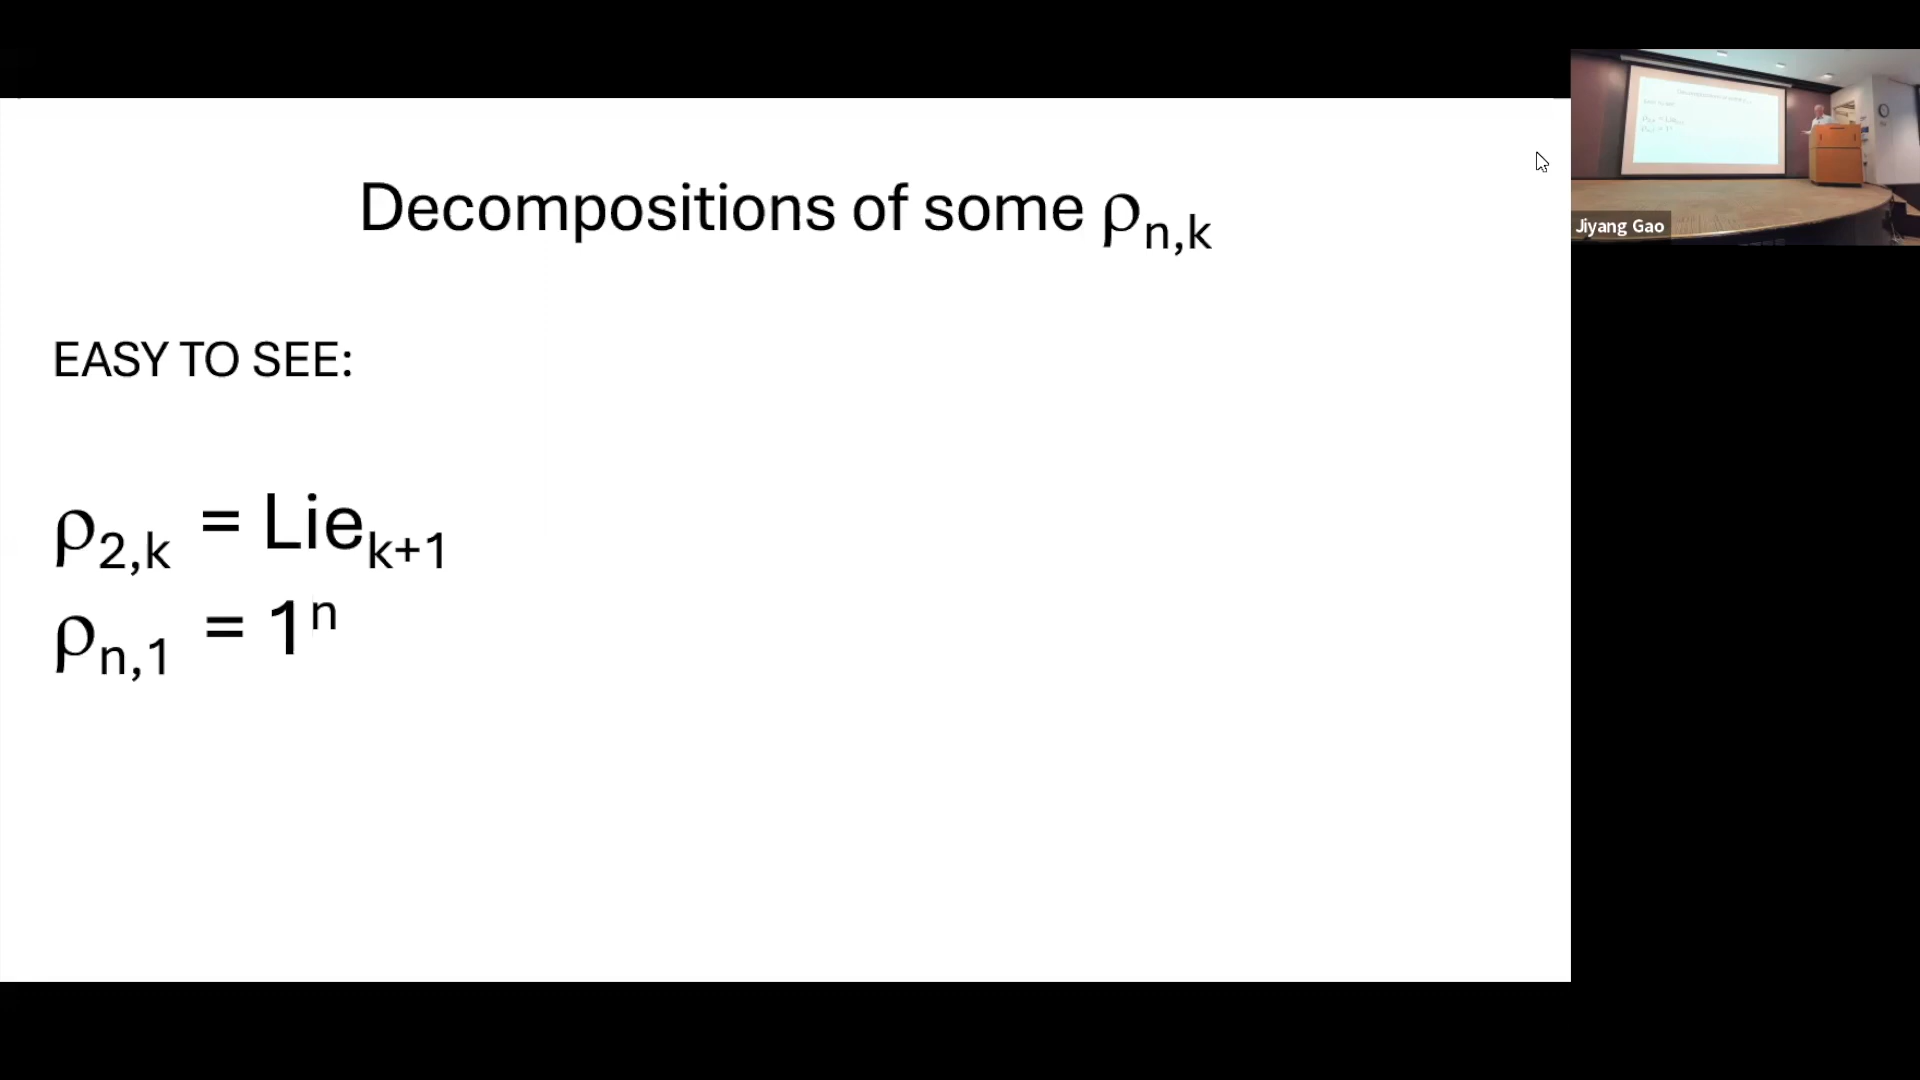 Decompositions of some ρn,k
EASY TO SEE:
ρ2,k = Liek+1
ρn,1 = 1ⁿ
Jiyang Gao